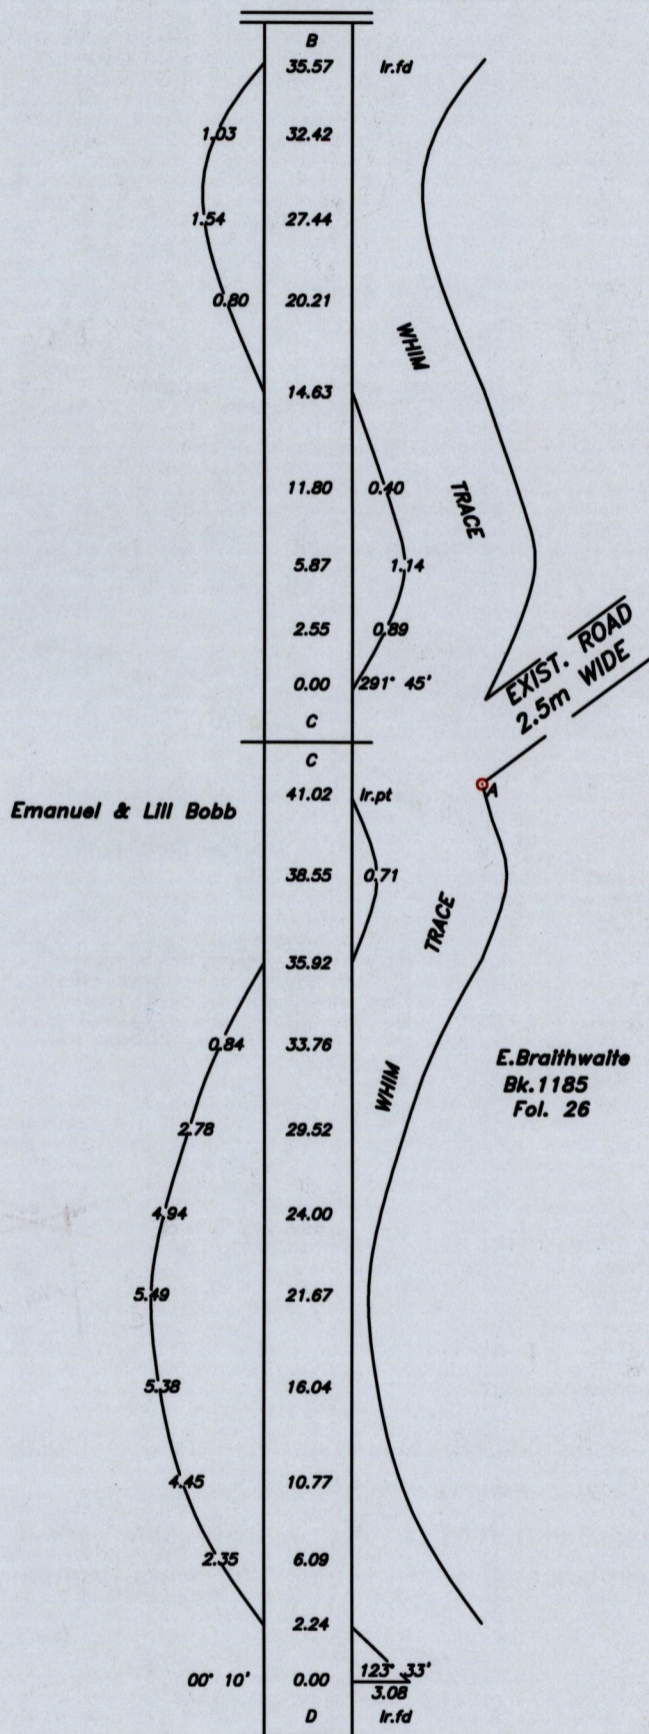 B
35.57 Ir.fd
1.03 32.42
1.54 27.44
0.80 20.21
WHIM
14.63
11.80 0.40
TRACE
5.87 1.14
2.55 0.89
EXIST. ROAD
2.5m WIDE
0.00 291° 45'
C
C
41.02 Ir.pt
A
Emanuel & Lill Bobb
38.55 0.71
TRACE
35.92
0.84 33.76
E.Braithwaite
Bk.1185
Fol. 26
WHIM
2.78 29.52
4.94 24.00
5.49 21.67
5.38 16.04
4.45 10.77
2.35 6.09
2.24
00° 10' 0.00 123° 33'
3.08
D Ir.fd